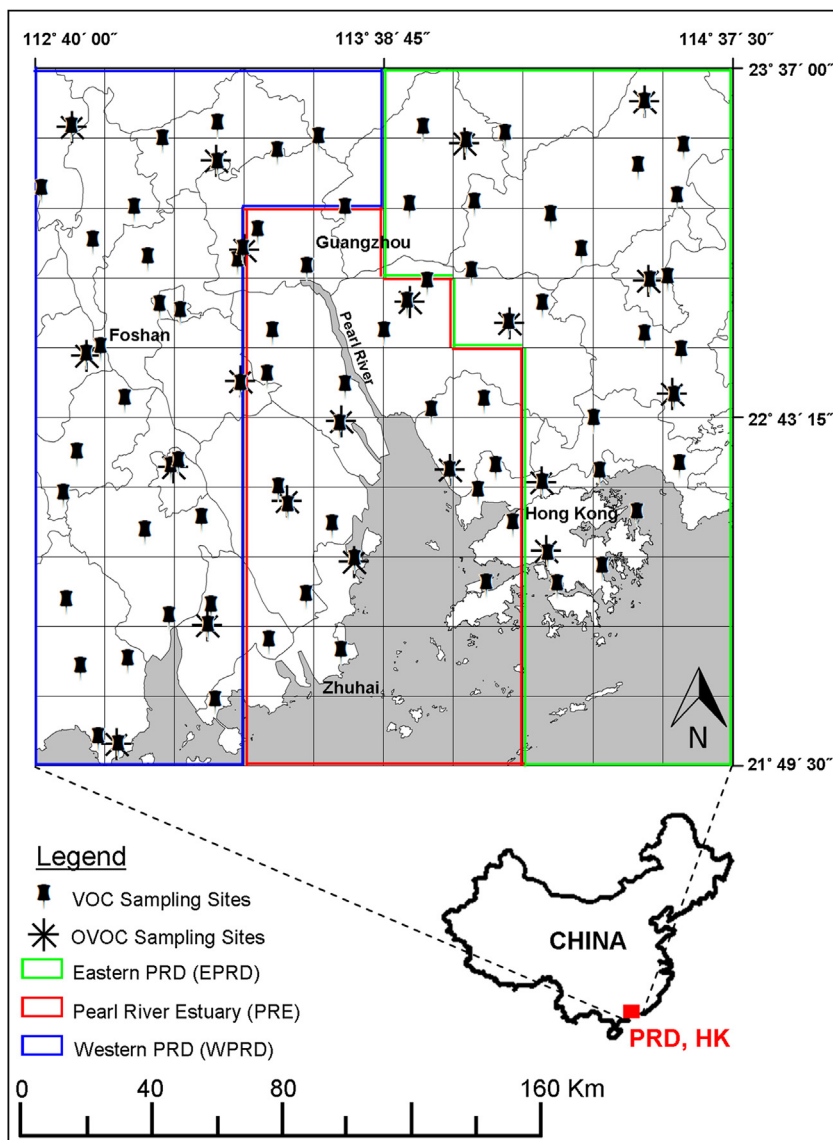 112° 40′ 00″ 113° 38′ 45″ 114° 37′ 30″
23° 37′ 00″
Guangzhou
Pearl River
Foshan
22° 43′ 15″
Hong Kong
Zhuhai
N
21° 49′ 30″
Legend
VOC Sampling Sites
OVOC Sampling Sites
CHINA
Eastern PRD (EPRD)
Pearl River Estuary (PRE)
Western PRD (WPRD)
PRD, HK
0 40 80 160 Km